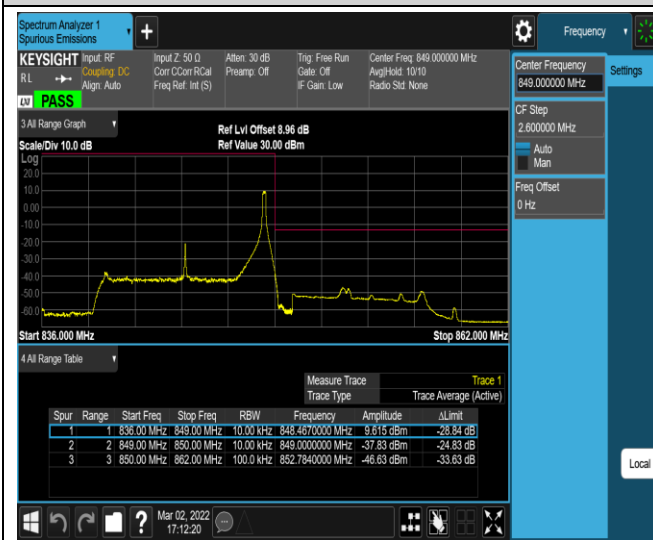 Spectrum Analyzer 1
Spurious Emissions
+
Frequency
KEYSIGHT Input: RF Input Z: 50 Ω Atten: 30 dB Trig: Free Run Center Freq: 849.000000 MHz
RL Coupling: DC Corr CCorr RCal Preamp: Off Gate: Off Avg|Hold: 10/10
Align: Auto Freq Ref: Int (S) IF Gain: Low Radio Std: None
LXI PASS
Center Frequency
849.000000 MHz
Settings
CF Step
2.600000 MHz
Auto
Man
Freq Offset
0 Hz
3 All Range Graph
Ref Lvl Offset 8.96 dB
Scale/Div 10.0 dB Ref Value 30.00 dBm
Log
20.0
10.0
0.00
-10.0
-20.0
-30.0
-40.0
-50.0
-60.0
Start 836.000 MHz Stop 862.000 MHz
4 All Range Table
Measure Trace Trace 1
Trace Type Trace Average (Active)
Spur Range Start Freq Stop Freq RBW Frequency Amplitude ΔLimit
1 1 836.00 MHz 849.00 MHz 10.00 kHz 848.4670000 MHz 9.615 dBm -28.84 dB
2 2 849.00 MHz 850.00 MHz 10.00 kHz 849.0000000 MHz -37.83 dBm -24.83 dB
3 3 850.00 MHz 862.00 MHz 100.0 kHz 852.7840000 MHz -46.63 dBm -33.63 dB
Local
? Mar 02, 2022
17:12:20